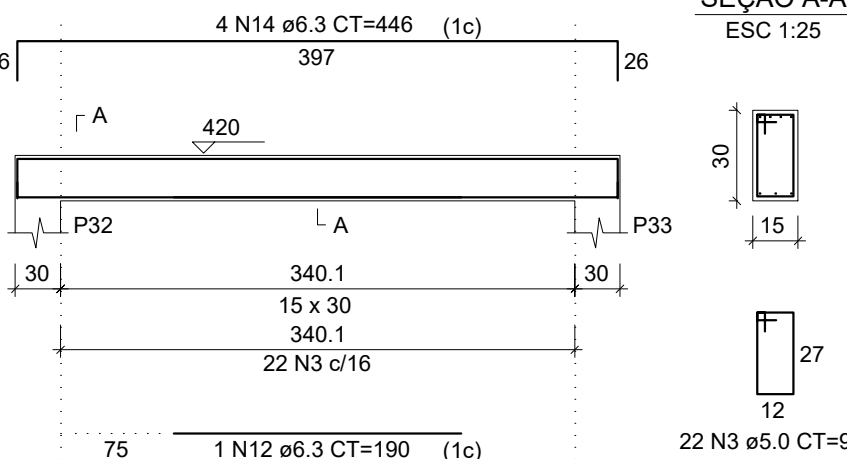 4 N14 ø6.3 CT=446 (1c)
397
26
SEÇÃO A-A
ESC 1:25
A
420
A
P32
P33
30
340.1
30
15 x 30
340.1
22 N3 c/16
75
1 N12 ø6.3 CT=190 (1c)
30
15
27
12
22 N3 ø5.0 CT=9